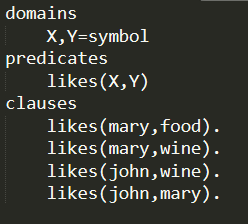 domains
    X,Y=symbol
predicates
    likes(X,Y)
clauses
    likes(mary,food).
    likes(mary,wine).
    likes(john,wine).
    likes(john,mary).